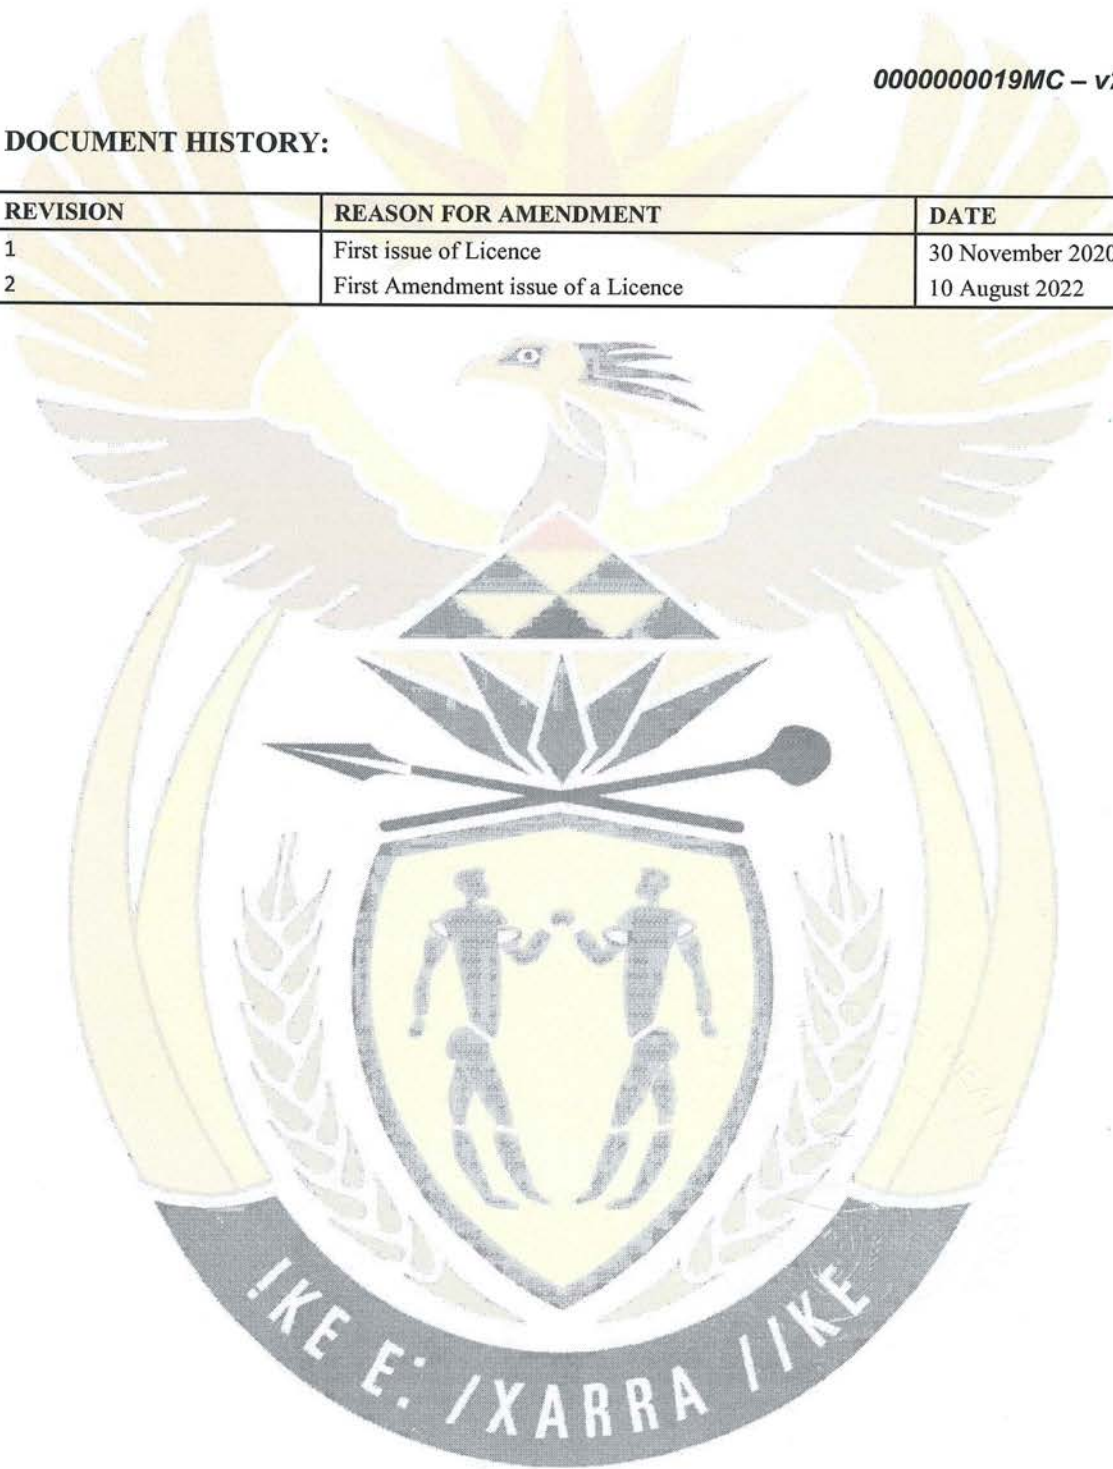 0000000019MC –
DOCUMENT HISTORY:
REVISION REASON FOR AMENDMENT DATE
1 First issue of Licence 30 November 2020
2 First Amendment issue of a Licence 10 August 2022
!KE E: /XARRA //KE